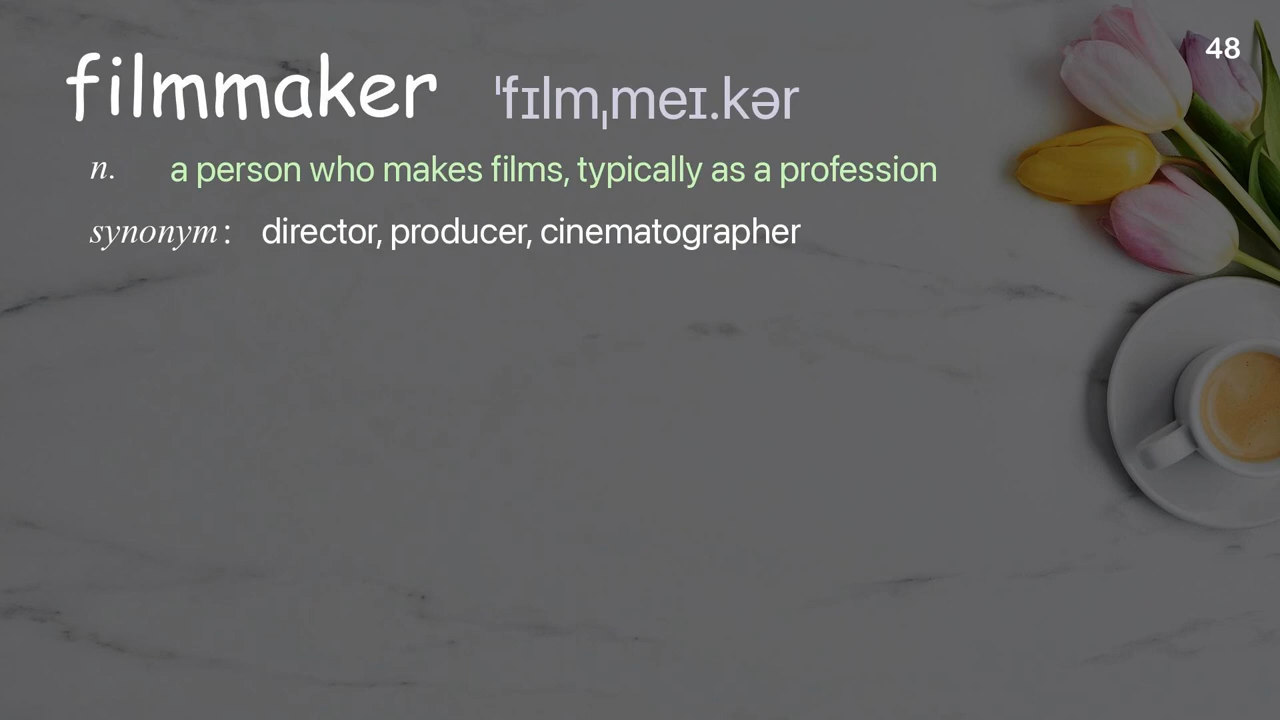 48
filmmaker ˈfɪlmˌmeɪ.kər
n. a person who makes films, typically as a profession
synonym : director, producer, cinematographer